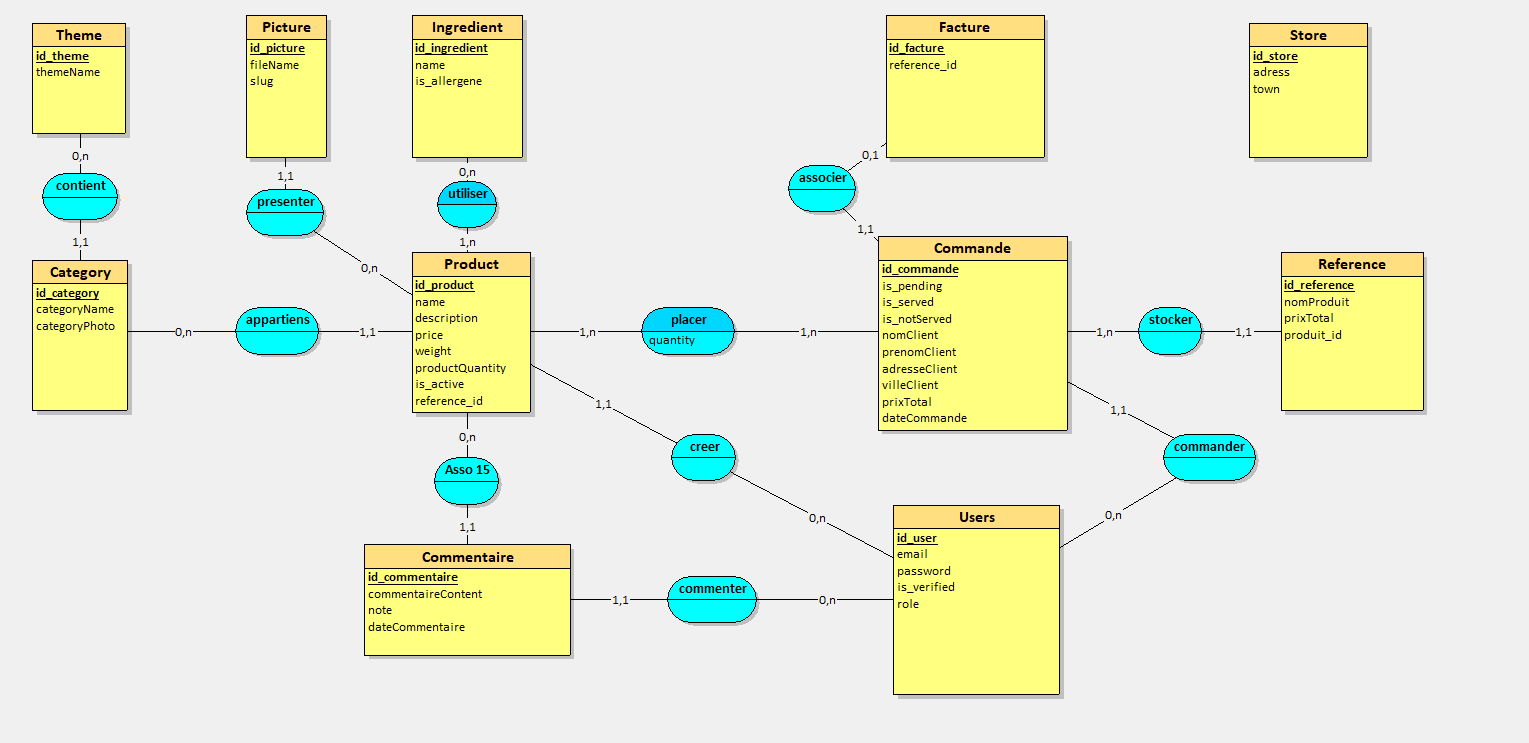 Theme
id_theme
themeName
Picture
id_picture
fileName
slug
Ingredient
id_ingredient
name
is_allergene
Facture
id_facture
reference_id
Store
id_store
adress
town
0,n
contient
1,1
1,1
presenter
0,n
0,n
utiliser
1,n
0,1
associer
1,1
Category
id_category
categoryName
categoryPhoto
0,n
appartiens
1,1
Product
id_product
name
description
price
weight
productQuantity
is_active
reference_id
1,n
placer
quantity
1,n
Commande
id_commande
is_pending
is_served
is_notServed
nomClient
prenomClient
adresseClient
villeClient
prixTotal
dateCommande
1,n
stocker
1,1
Reference
id_reference
nomProduit
prixTotal
produit_id
0,n
Asso 15
1,1
1,1
creer
0,n
1,1
commander
0,n
Commentaire
id_commentaire
commentaireContent
note
dateCommentaire
1,1
commenter
0,n
Users
id_user
email
password
is_verified
role